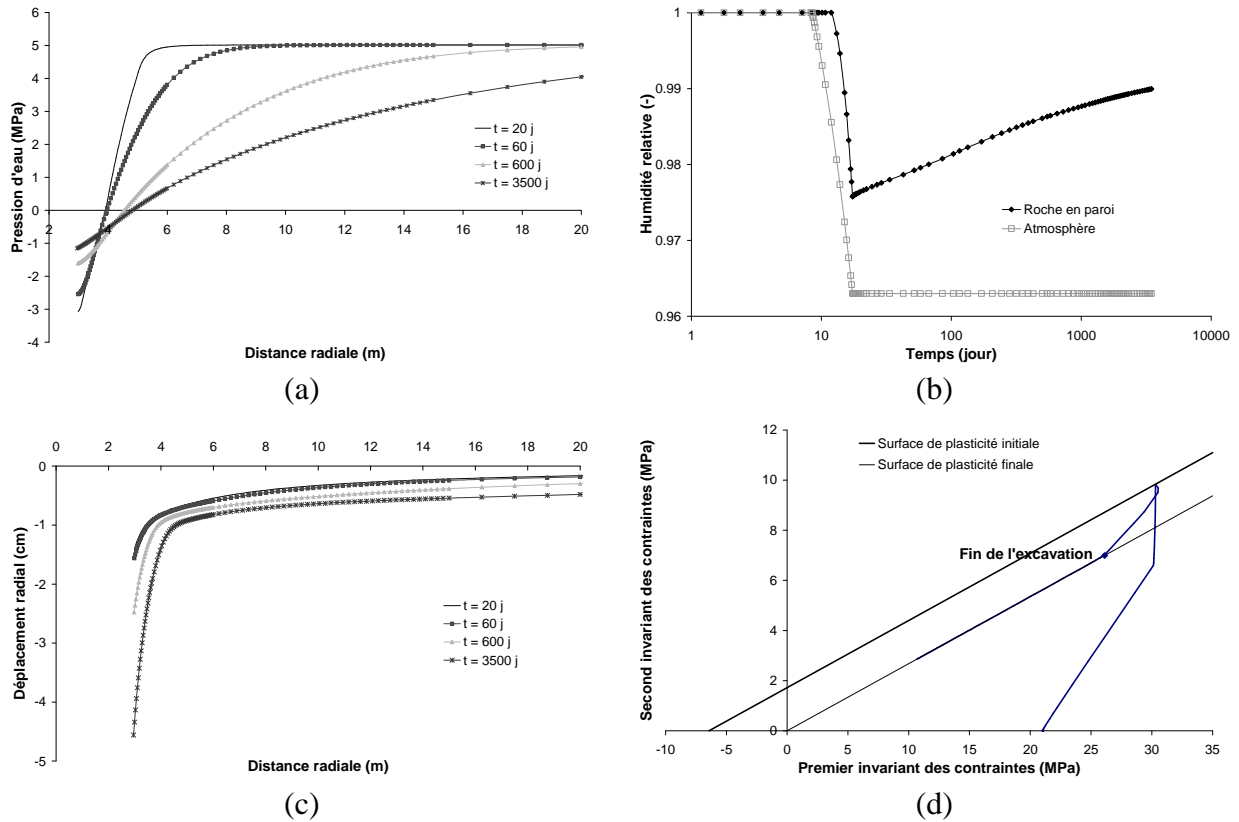 6
5
4
3
2
1
0
-1
-2
-3
-4
2 4 6 8 10 12 14 16 18 20
Pression d'eau (MPa)
Distance radiale (m)
t = 20 j
t = 60 j
t = 600 j
t = 3500 j
(a)
1
0.99
0.98
0.97
0.96
1 10 100 1000 10000
Humidité relative (-)
Temps (jour)
Roche en paroi
Atmosphère
(b)
0 2 4 6 8 10 12 14 16 18 20
0
-1
-2
-3
-4
-5
Déplacement radial (cm)
Distance radiale (m)
t = 20 j
t = 60 j
t = 600 j
t = 3500 j
(c)
12
10
8
6
4
2
0
-10 -5 0 5 10 15 20 25 30 35
Second invariant des contraintes (MPa)
Premier invariant des contraintes (MPa)
Surface de plasticité initiale
Surface de plasticité finale
Fin de l'excavation
(d)